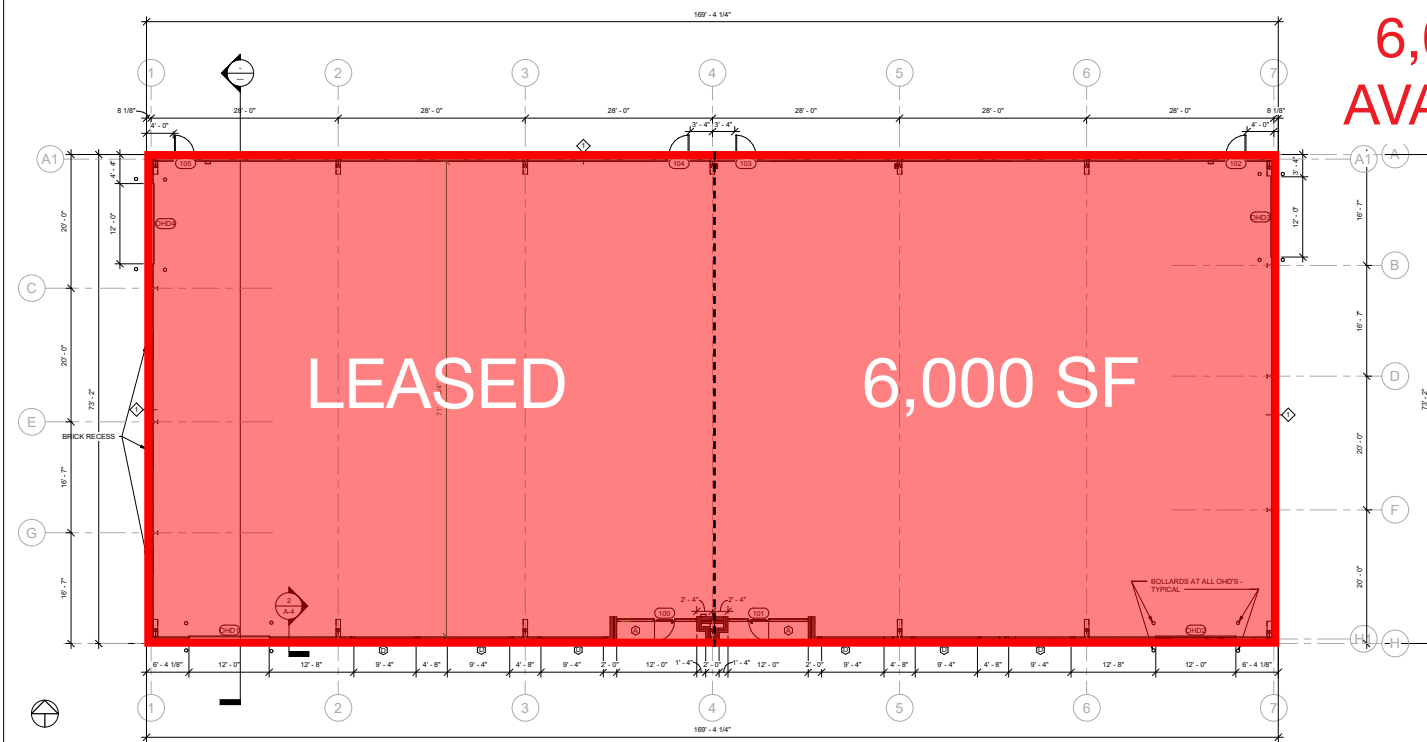 169' - 4 1/4"
6,
AVA
1
2
3
4
5
6
7
-
---
8 1/8"
28' - 0"
28' - 0"
28' - 0"
28' - 0"
28' - 0"
28' - 0"
8 1/8"
4' - 0"
3' - 4"
3' - 4"
4' - 0"
1
A1
105
104
103
102
A1
A
4' - 4"
3' - 4"
20' - 0"
12' - 0"
OHD4
OHD3
12' - 0"
16' - 7"
C
B
20' - 0"
16' - 7"
LEASED
6,000 SF
D
73' - 2"
73' - 2"
1
1
E
BRICK RECESS
20' - 0"
16' - 7"
F
G
16' - 7"
20' - 0"
BOLLARDS AT ALL OHD'S -
TYPICAL
2
A-4
2' - 4"
2' - 4"
100
101
OHD1
A
A
OHD2
H1
H
6' - 4 1/8"
12' - 0"
12' - 8"
9' - 4"
4' - 8"
9' - 4"
4' - 8"
9' - 4"
2' - 0"
12' - 0"
1' - 4"
2' - 0"
1' - 4"
12' - 0"
2' - 0"
9' - 4"
4' - 8"
9' - 4"
4' - 8"
9' - 4"
12' - 8"
12' - 0"
6' - 4 1/8"
1
2
3
4
5
6
7
169' - 4 1/4"